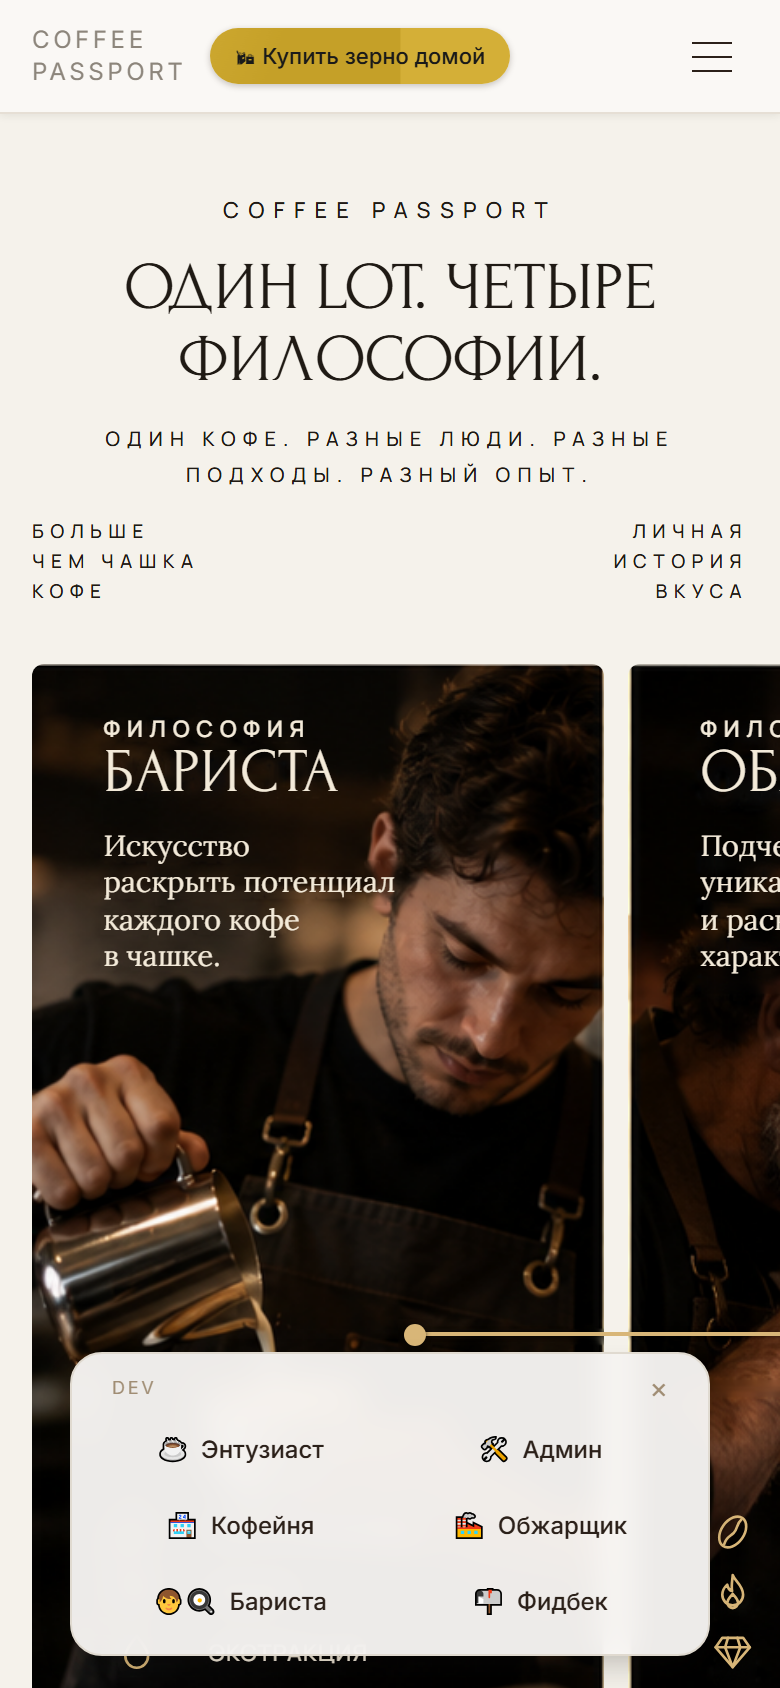 COFFEE
PASSPORT
Купить зерно домой
COFFEE PASSPORT
ОДИН LOT. ЧЕТЫРЕ
ФИЛОСОФИИ.
ОДИН КОФЕ. РАЗНЫЕ ЛЮДИ. РАЗНЫЕ
ПОДХОДЫ. РАЗНЫЙ ОПЫТ.
БОЛЬШЕ
ЧЕМ ЧАШКА
КОФЕ
ЛИЧНАЯ
ИСТОРИЯ
ВКУСА
ФИЛОСОФИЯ
БАРИСТА
Искусство
раскрыть потенциал
каждого кофе
в чашке.
DEV
Энтузиаст
Админ
Кофейня
Обжарщик
Бариста
Фидбек
ЭКСТРАКЦИЯ